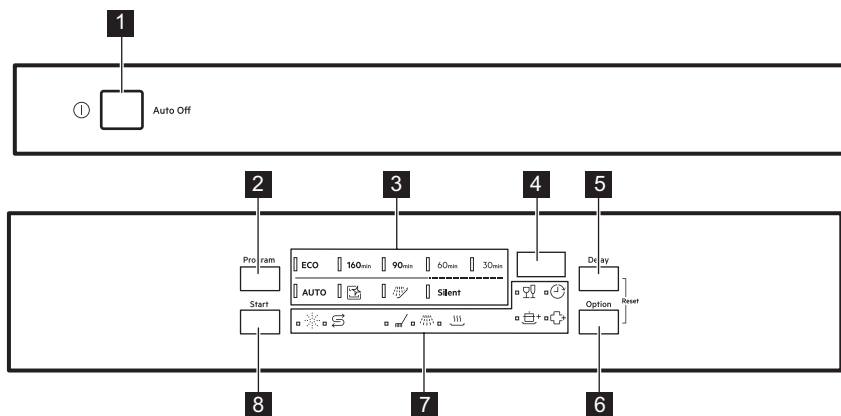 1
Auto Off
2 3 4 5
Program
ECO 160min 90min 60min 30min
Delay
AUTO Silent
Start
Option
Reset
+ +
8 7 6